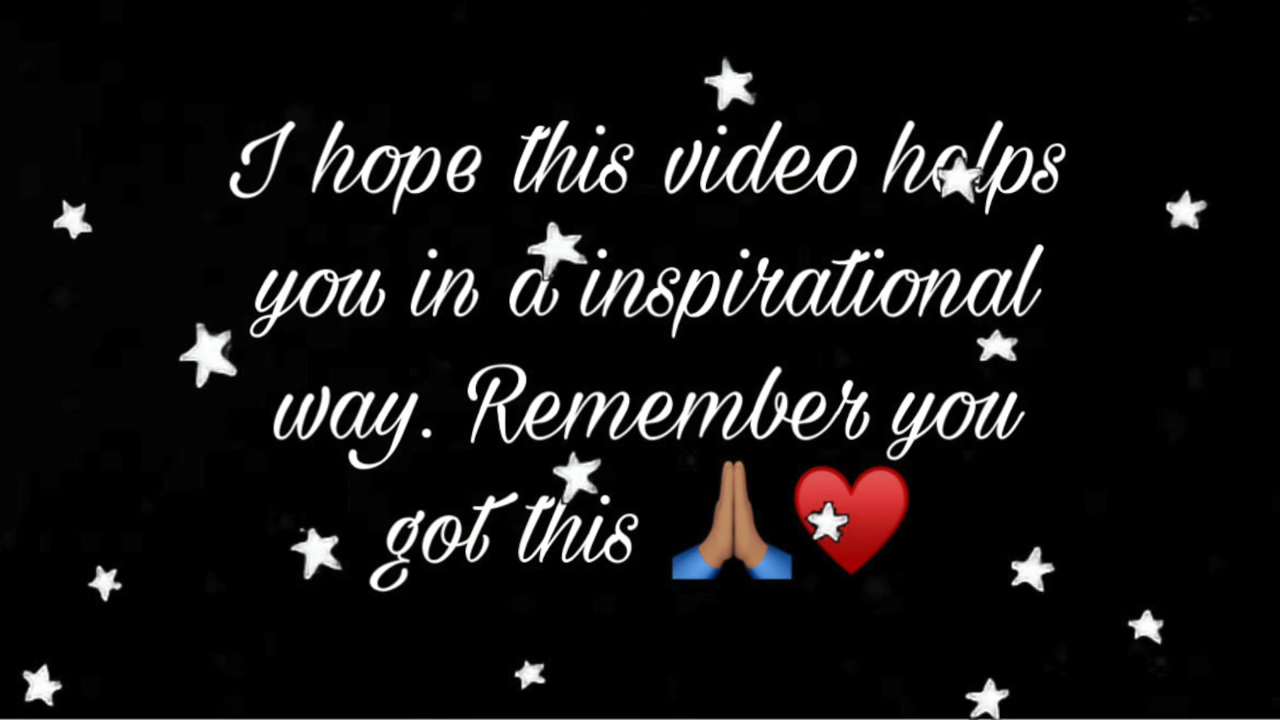 I hope this video helps
you in a inspirational
way. Remember you
got this 🙏🏽❤️